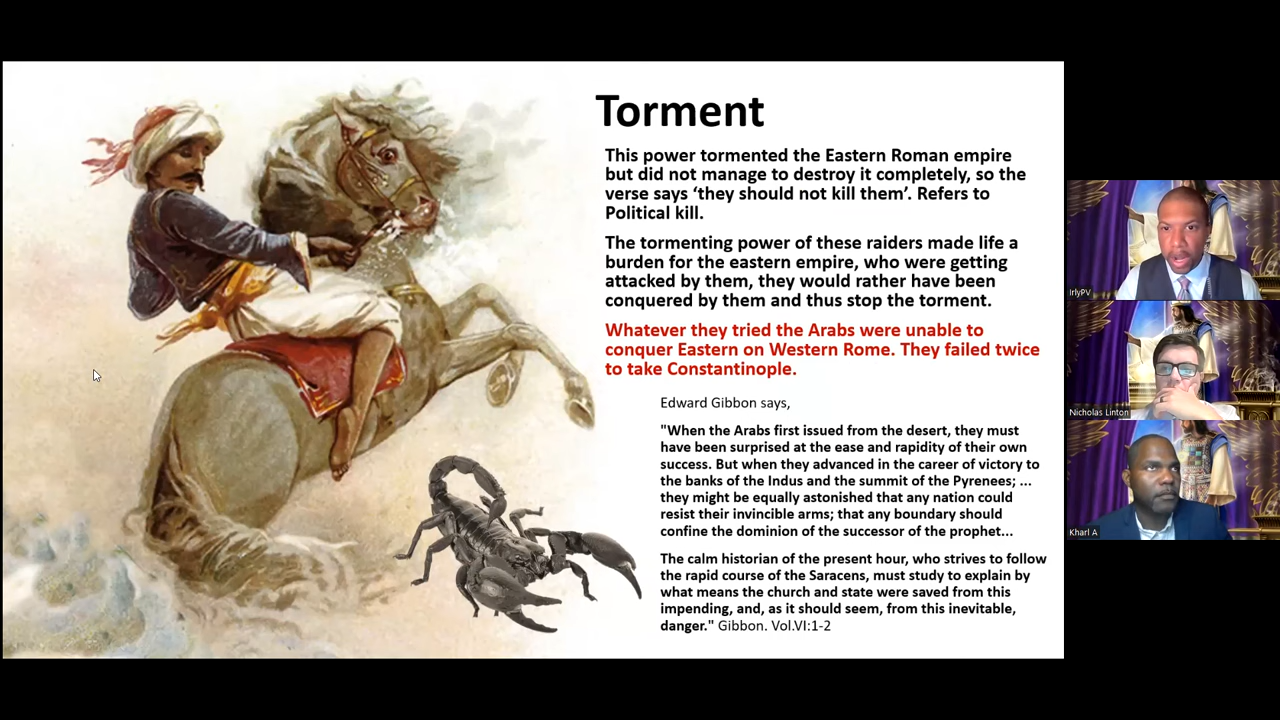 Torment
This power tormented the Eastern Roman empire
but did not manage to destroy it completely, so the
verse says ‘they should not kill them’. Refers to
Political kill.
The tormenting power of these raiders made life a
burden for the eastern empire, who were getting
attacked by them, they would rather have been
conquered by them and thus stop the torment.
Whatever they tried the Arabs were unable to
conquer Eastern on Western Rome. They failed twice
to take Constantinople.
Edward Gibbon says,
"When the Arabs first issued from the desert, they must
have been surprised at the ease and rapidity of their own
success. But when they advanced in the career of victory to
the banks of the Indus and the summit of the Pyrenees; ...
they might be equally astonished that any nation could
resist their invincible arms; that any boundary should
confine the dominion of the successor of the prophet...
The calm historian of the present hour, who strives to follow
the rapid course of the Saracens, must study to explain by
what means the church and state were saved from this
impending, and, as it should seem, from this inevitable,
danger." Gibbon. Vol.VI:1-2
IrlyPV
Nicholas Linton
Kharl A